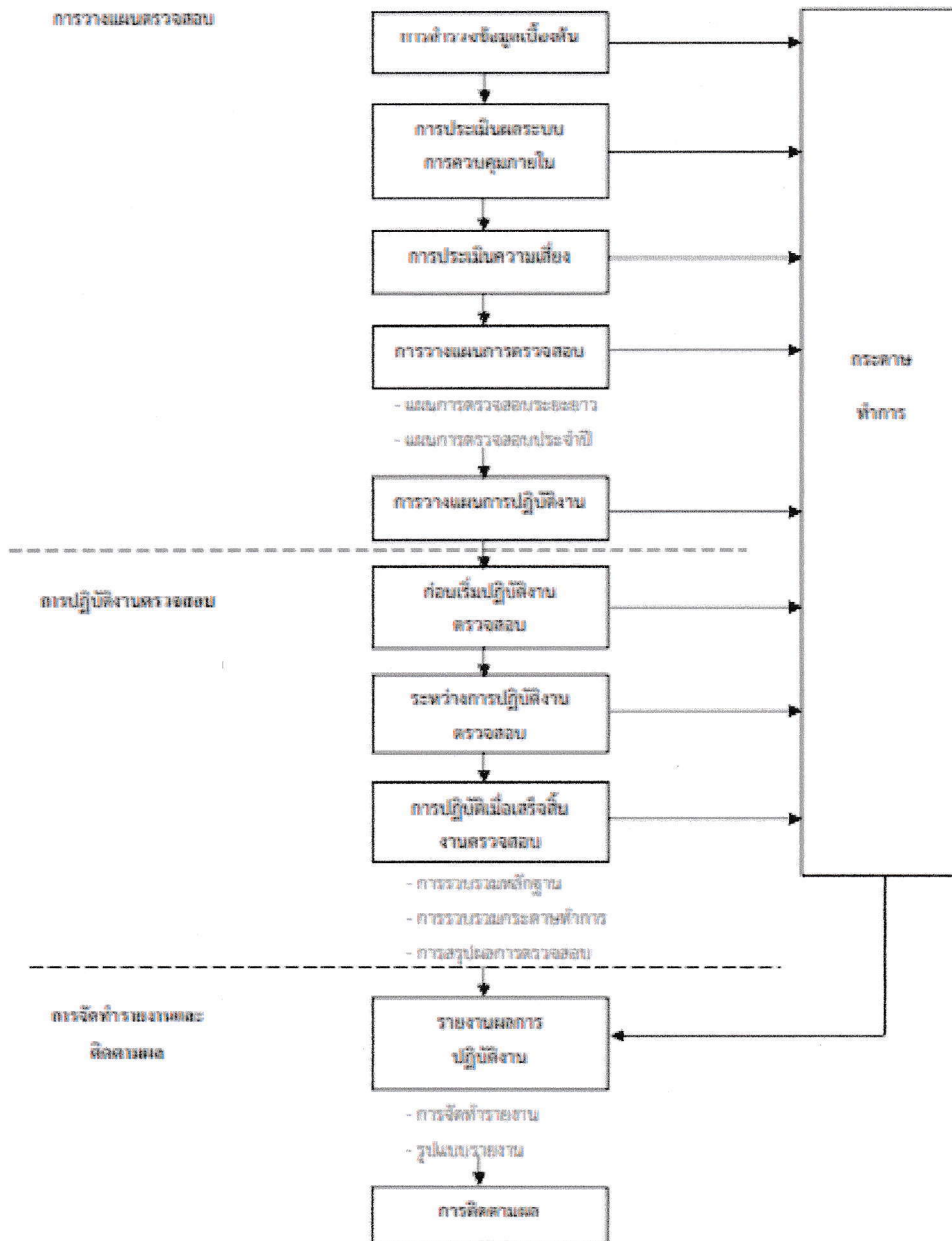 การวางแผนตรวจสอบ
การสำรวจข้อมูลเบื้องต้น
การประเมินผลระบบ
การควบคุมภายใน
การประเมินความเสี่ยง
การวางแผนการตรวจสอบ
- แผนการตรวจสอบระยะยาว
- แผนการตรวจสอบประจำปี
การวางแผนการปฏิบัติงาน
กระดาษ
ทำการ
การปฏิบัติงานตรวจสอบ
ก่อนเริ่มปฏิบัติงาน
ตรวจสอบ
ระหว่างการปฏิบัติงาน
ตรวจสอบ
การปฏิบัติเมื่อเสร็จสิ้น
งานตรวจสอบ
- การรวบรวมหลักฐาน
- การรวบรวมกระดาษทำการ
- การสรุปผลการตรวจสอบ
การจัดทำรายงานและ
ติดตามผล
รายงานผลการ
ปฏิบัติงาน
- การจัดทำรายงาน
- รูปแบบรายงาน
การติดตามผล